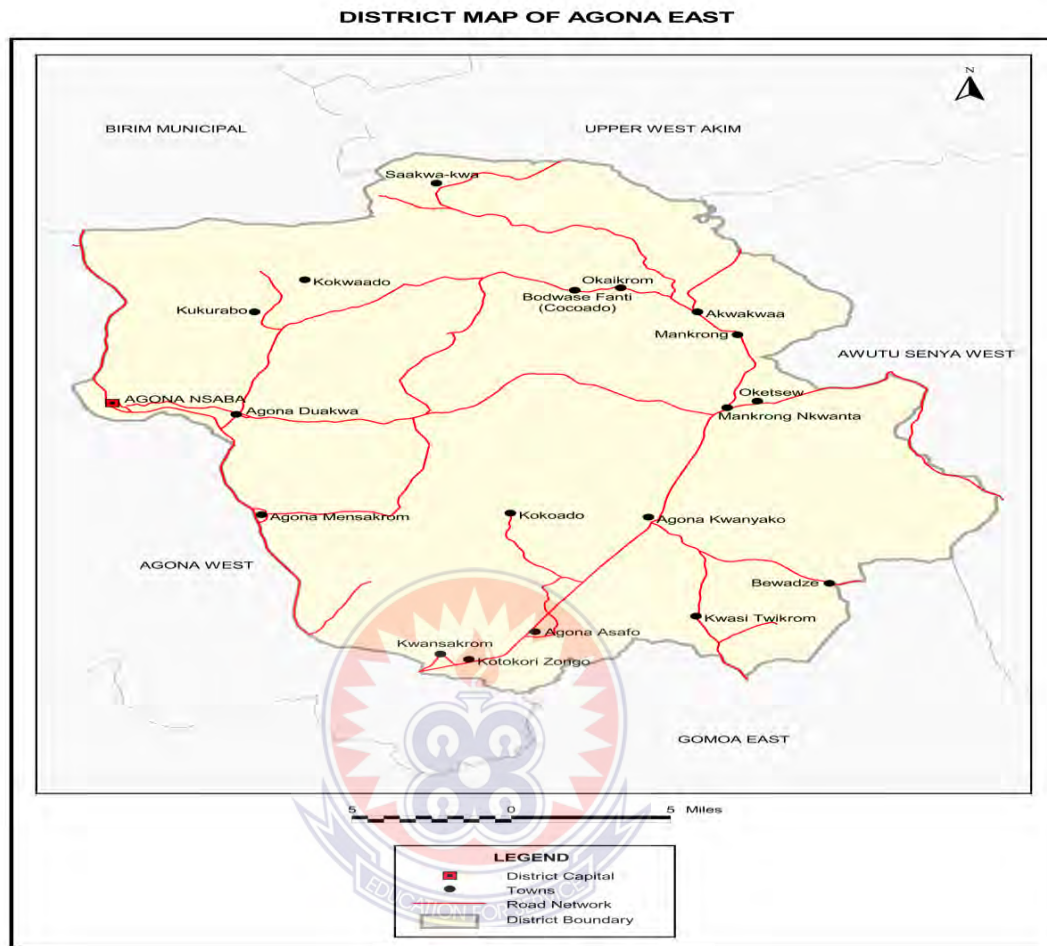 DISTRICT MAP OF AGONA EAST
N
BIRIM MUNICIPAL
UPPER WEST AKIM
Saakwa-kwa
Kokwaado
Okaikrom
Bodwase Fanti
(Cocoado)
Kukurabo
Akwakwaa
Mankrong
AWUTU SENYA WEST
AGONA NSABA
Oketsew
Agona Duakwa
Mankrong Nkwanta
Agona Mensakrom
Kokoado
Agona Kwanyako
AGONA WEST
Bewadze
Kwasi Twikrom
Agona Asafo
Kwansakrom
Kotokori Zongo
GOMOA EAST
5 0 5 Miles
LEGEND
District Capital
Towns
Road Network
District Boundary
EDUCATION FOR SERVICE